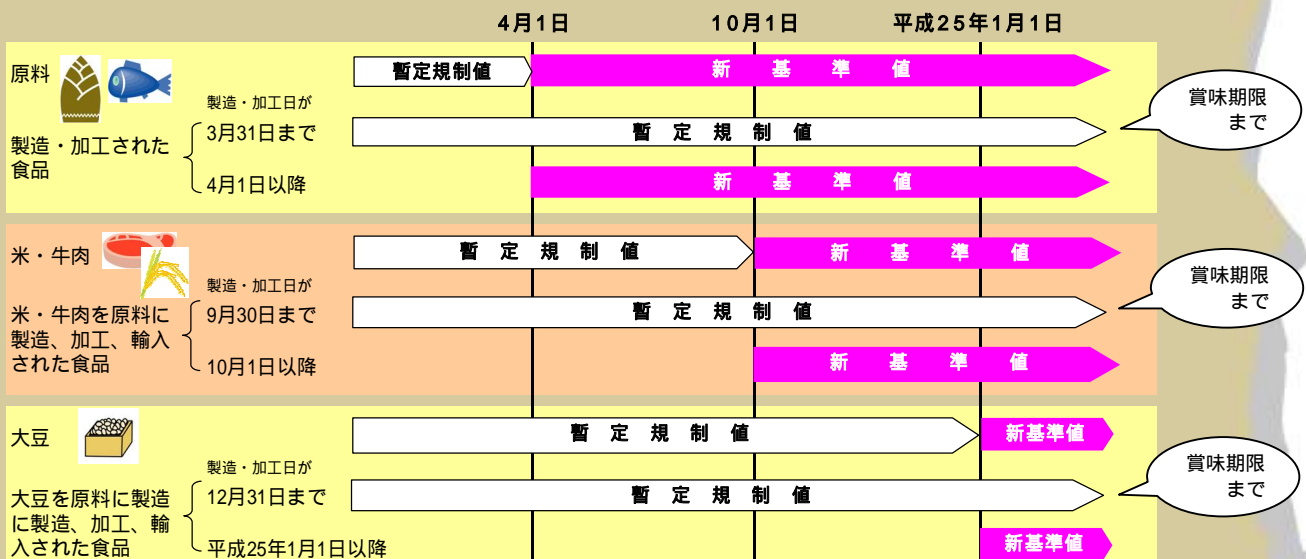 4月1日
10月1日
平成25年1月1日
原料
暫定規制値
新基準値
製造・加工日が
製造・加工された
食品
3月31日まで
暫定規制値
賞味期限
まで
4月1日以降
新基準値
米・牛肉
暫定規制値
新基準値
製造・加工日が
米・牛肉を原料に
製造、加工、輸入
された食品
9月30日まで
暫定規制値
賞味期限
まで
10月1日以降
新基準値
大豆
暫定規制値
新基準値
製造・加工日が
大豆を原料に製造
に製造、加工、輸
入された食品
12月31日まで
暫定規制値
賞味期限
まで
平成25年1月1日以降
新基準値